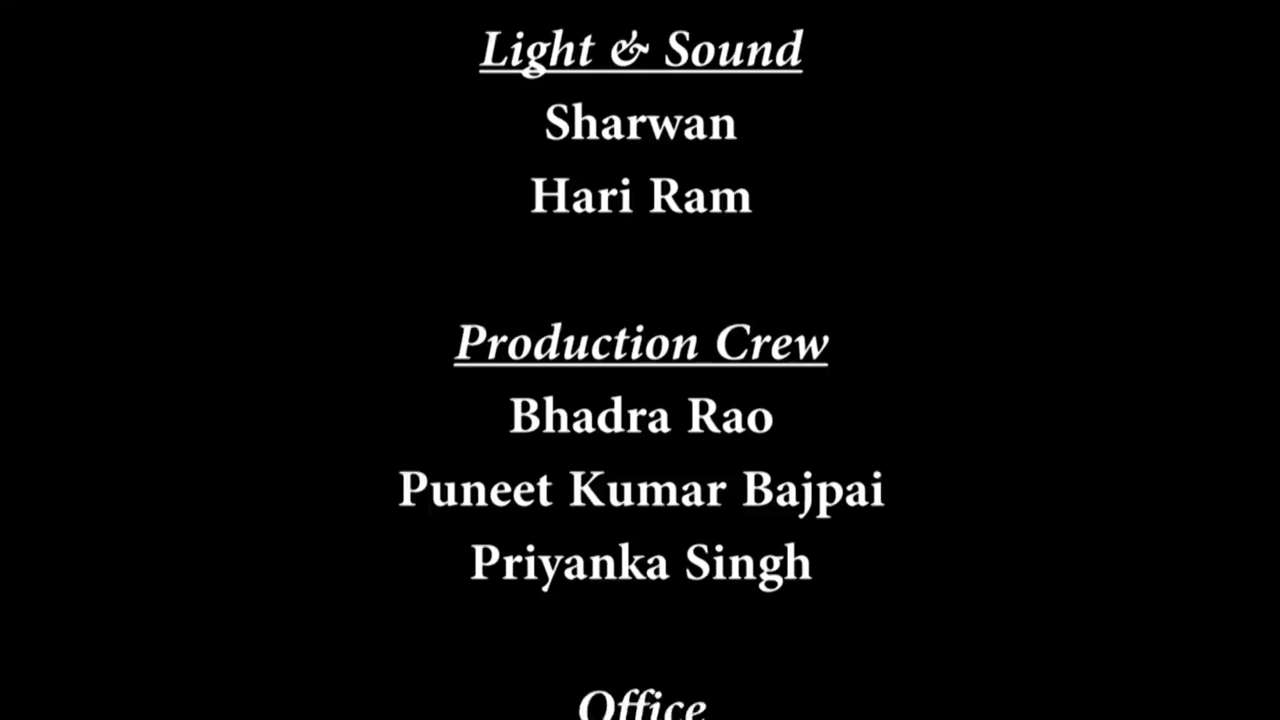 Light & Sound
Sharwan
Hari Ram
Production Crew
Bhadra Rao
Puneet Kumar Bajpai
Priyanka Singh
Office